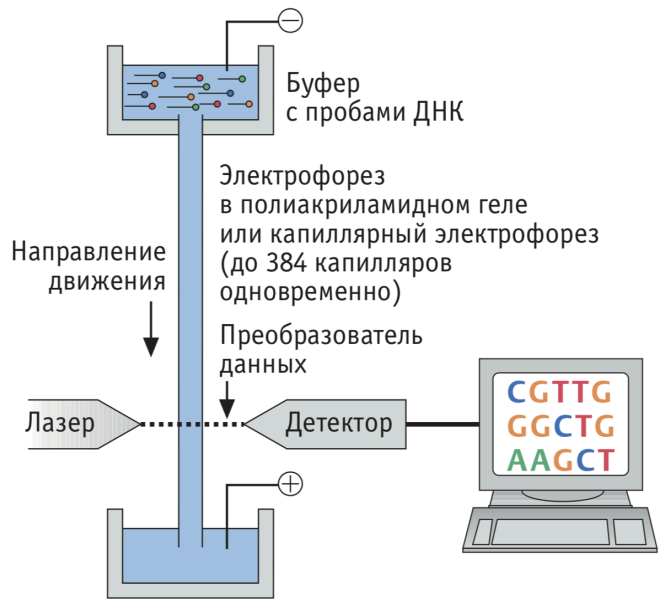 Буфер
с пробами ДНК
Электрофорез
в полиакриламидном геле
или капиллярный электрофорез
(до 384 капилляров
одновременно)
Направление
движения
Преобразователь
данных
Лазер
Детектор
CGTTG
GGCTG
AAGCT